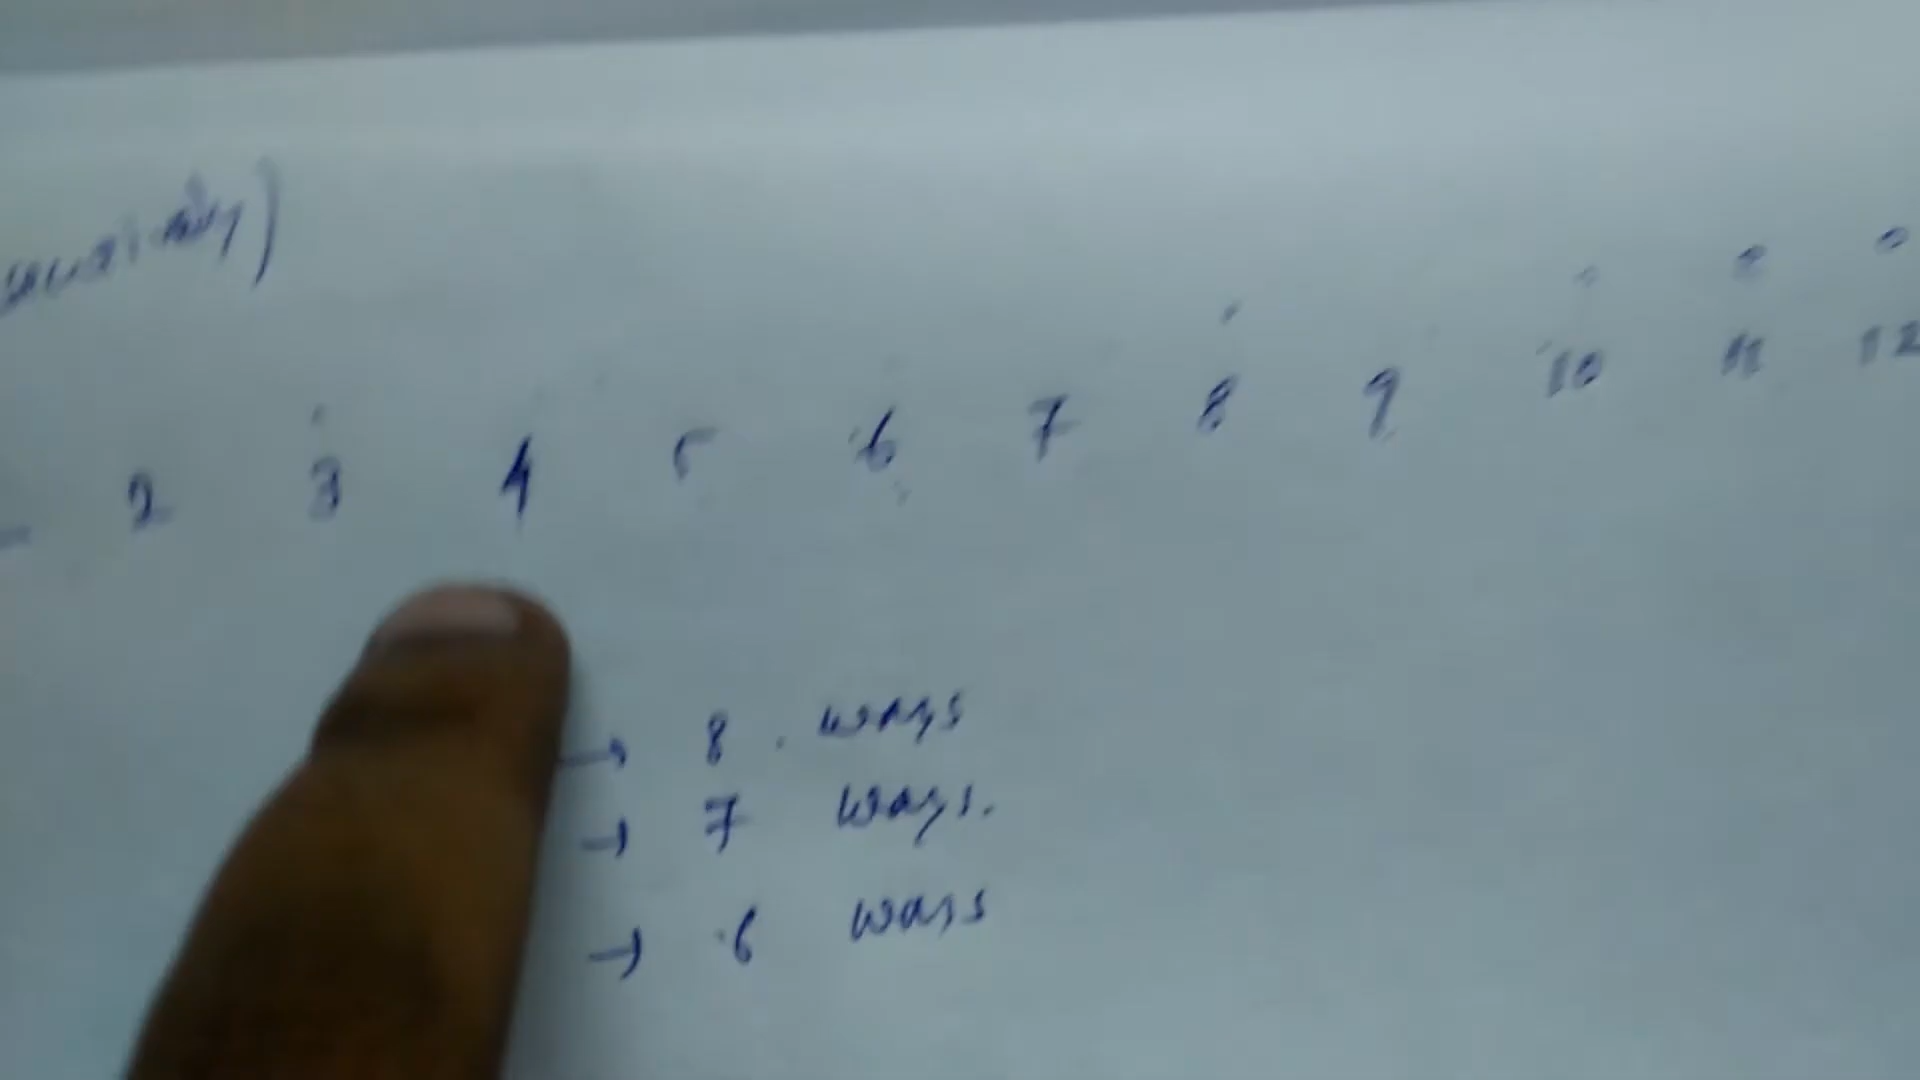 2 3 4 5 6 7 8 9 10 11 12
→ 8 ways
→ 7 ways.
→ 6 ways